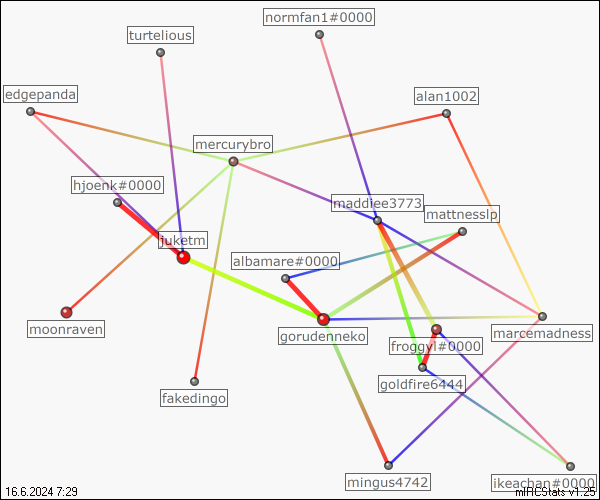 normfan1#0000
turtelious
edgepanda
alan1002
mercurybro
hjoenk#0000
maddiee3773
mattnesslp
juketm
albamare#0000
moonraven
gorudenneko
marcemadness
froggyl#0000
goldfire6444
fakedingo
mingus4742
ikeachan#0000
16.6.2024 7:29
mIRCStats v1.25